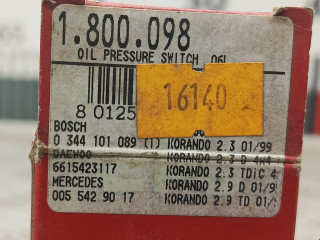 1.800.098
OIL PRESSURE SWITCH 06L
16140
8 0125
BOSCH
0 344 101 089 (1) KORANDO 2.3 01/99
DAEWOO KORANDO 2.3 D 4x4
6615423117 KORANDO 2.3 TDiC 4
MERCEDES KORANDO 2.9 D 01/9
005 542 90 17 KORANDO 2.9 TD 01/